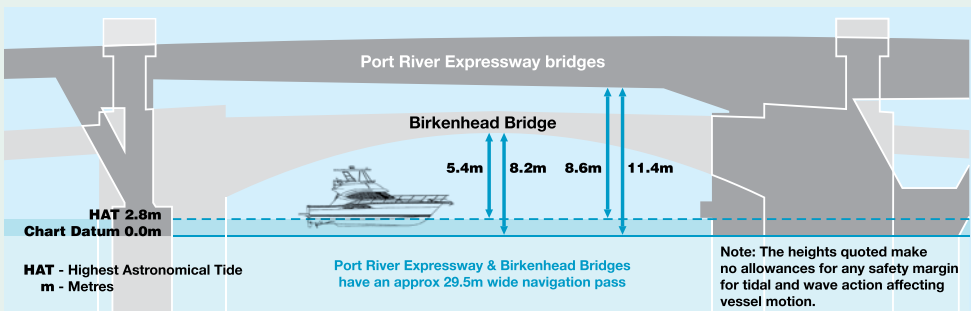 Port River Expressway bridges
Birkenhead Bridge
5.4m
8.2m
8.6m
11.4m
HAT 2.8m
Chart Datum 0.0m
HAT - Highest Astronomical Tide
m - Metres
Port River Expressway & Birkenhead Bridges
have an approx 29.5m wide navigation pass
Note: The heights quoted make
no allowances for any safety margin
for tidal and wave action affecting
vessel motion.